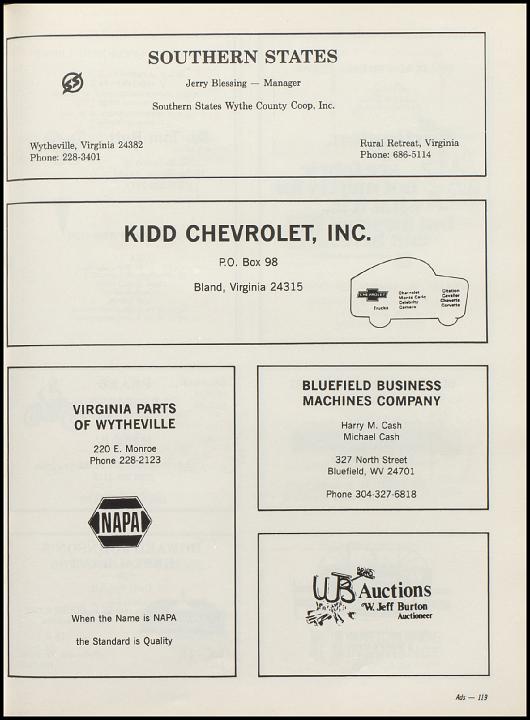 SOUTHERN STATES
SS
Jerry Blessing — Manager
Southern States Wythe County Coop, Inc.
Wytheville, Virginia 24382
Phone: 228-3401
Rural Retreat, Virginia
Phone: 686-5114
KIDD CHEVROLET, INC.
P.O. Box 98
Bland, Virginia 24315
CHEVROLET
Trucks
Chevrolet
Monte Carlo
Celebrity
Camaro
Citation
Cavalier
Chevette
Corvette
VIRGINIA PARTS
OF WYTHEVILLE
220 E. Monroe
Phone 228-2123
NAPA
When the Name is NAPA
the Standard is Quality
BLUEFIELD BUSINESS
MACHINES COMPANY
Harry M. Cash
Michael Cash
327 North Street
Bluefield, WV 24701
Phone 304-327-6818
WB Auctions
W. Jeff Burton
Auctioneer
Ads — 113